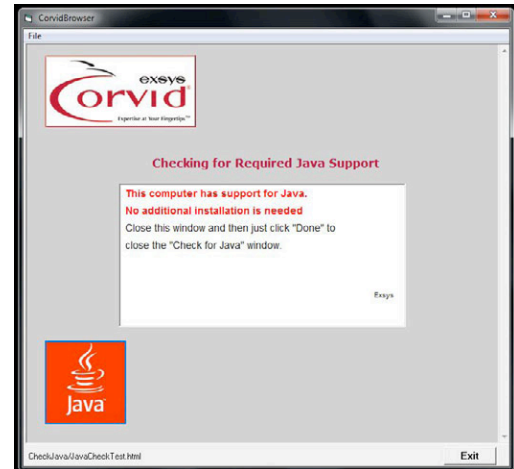 CorvidBrowser
File
exsys
Corvid
Expertise at Your Fingertips™
Checking for Required Java Support
This computer has support for Java.
No additional installation is needed
Close this window and then just click "Done" to
close the "Check for Java" window.
Exsys
Java
CheckJava/JavaCheckTest.html
Exit